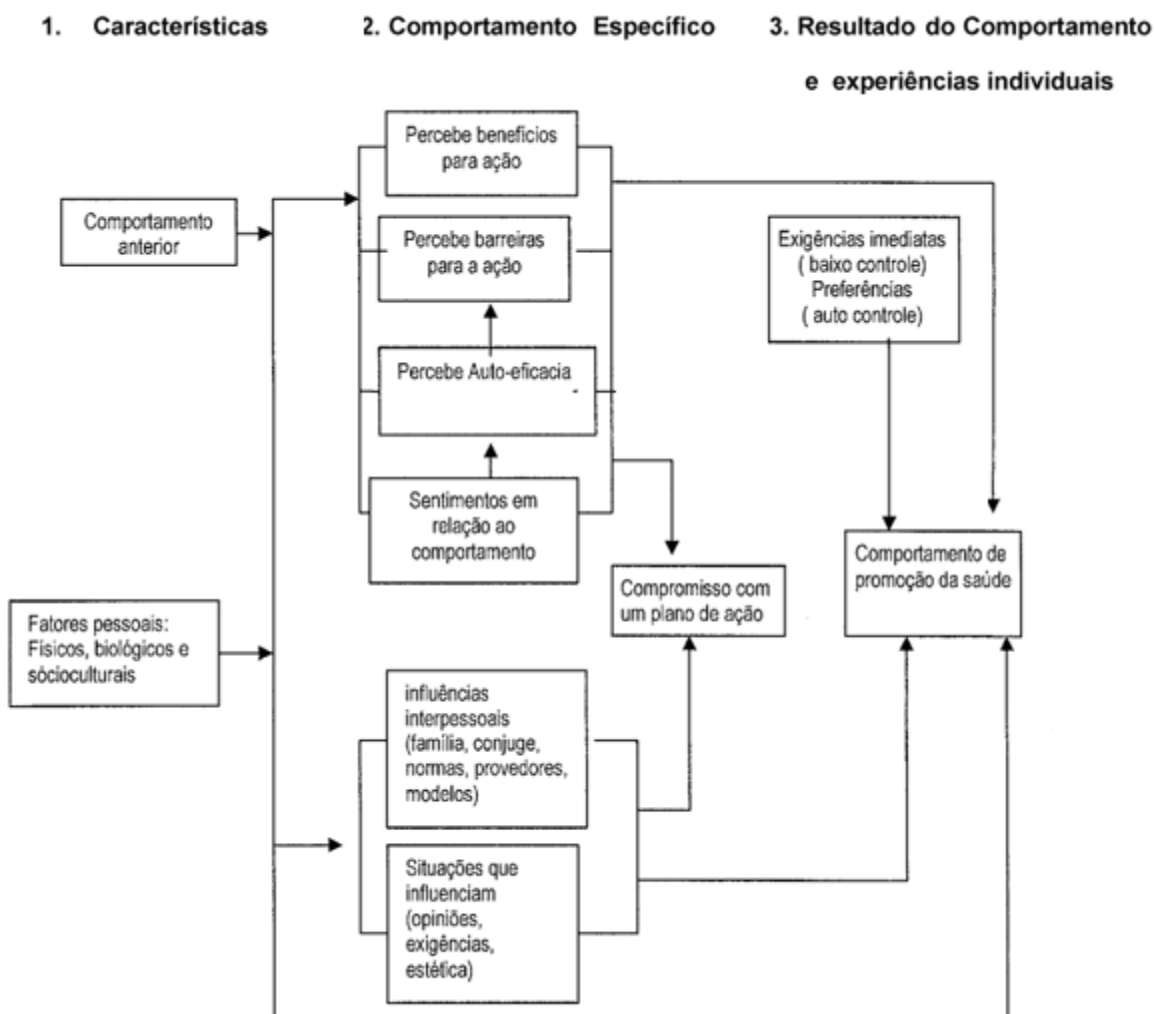 1. Características
2. Comportamento Específico
3. Resultado do Comportamento
e experiências individuais
Percebe benefícios
para ação
Comportamento
anterior
Percebe barreiras
para a ação
Exigências imediatas
( baixo controle)
Preferências
( auto controle)
Percebe Auto-eficacia
Sentimentos em
relação ao
comportamento
Compromisso com
um plano de ação
Comportamento de
promoção da saúde
Fatores pessoais:
Físicos, biológicos e
sócioculturais
influências
interpessoais
(família, conjuge,
normas, provedores,
modelos)
Situações que
influenciam
(opiniões,
exigências,
estética)